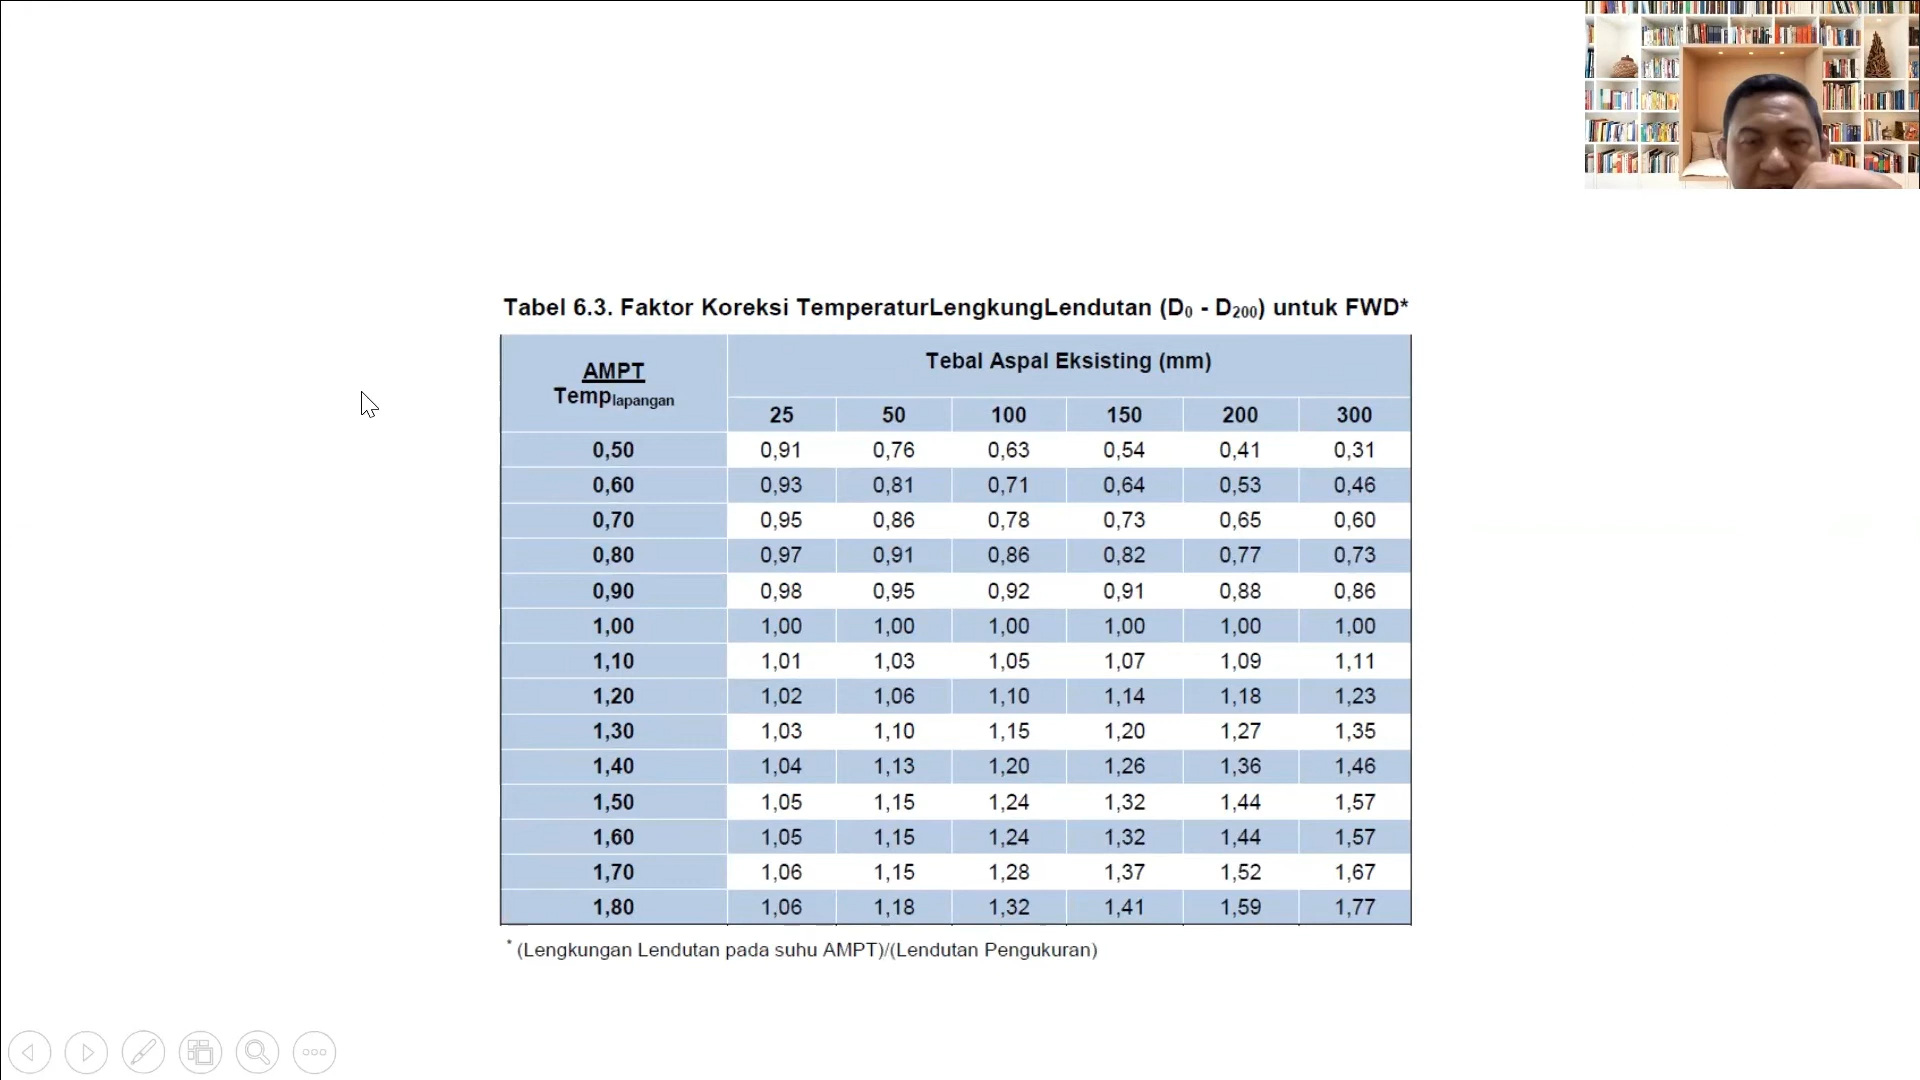 Tabel 6.3. Faktor Koreksi TemperaturLengkungLendutan (D0 - D200) untuk FWD*
AMPT
Templapangan
Tebal Aspal Eksisting (mm)
25 50 100 150 200 300
0,50 0,91 0,76 0,63 0,54 0,41 0,31
0,60 0,93 0,81 0,71 0,64 0,53 0,46
0,70 0,95 0,86 0,78 0,73 0,65 0,60
0,80 0,97 0,91 0,86 0,82 0,77 0,73
0,90 0,98 0,95 0,92 0,91 0,88 0,86
1,00 1,00 1,00 1,00 1,00 1,00 1,00
1,10 1,01 1,03 1,05 1,07 1,09 1,11
1,20 1,02 1,06 1,10 1,14 1,18 1,23
1,30 1,03 1,10 1,15 1,20 1,27 1,35
1,40 1,04 1,13 1,20 1,26 1,36 1,46
1,50 1,05 1,15 1,24 1,32 1,44 1,57
1,60 1,05 1,15 1,24 1,32 1,44 1,57
1,70 1,06 1,15 1,28 1,37 1,52 1,67
1,80 1,06 1,18 1,32 1,41 1,59 1,77
* (Lengkungan Lendutan pada suhu AMPT)/(Lendutan Pengukuran)